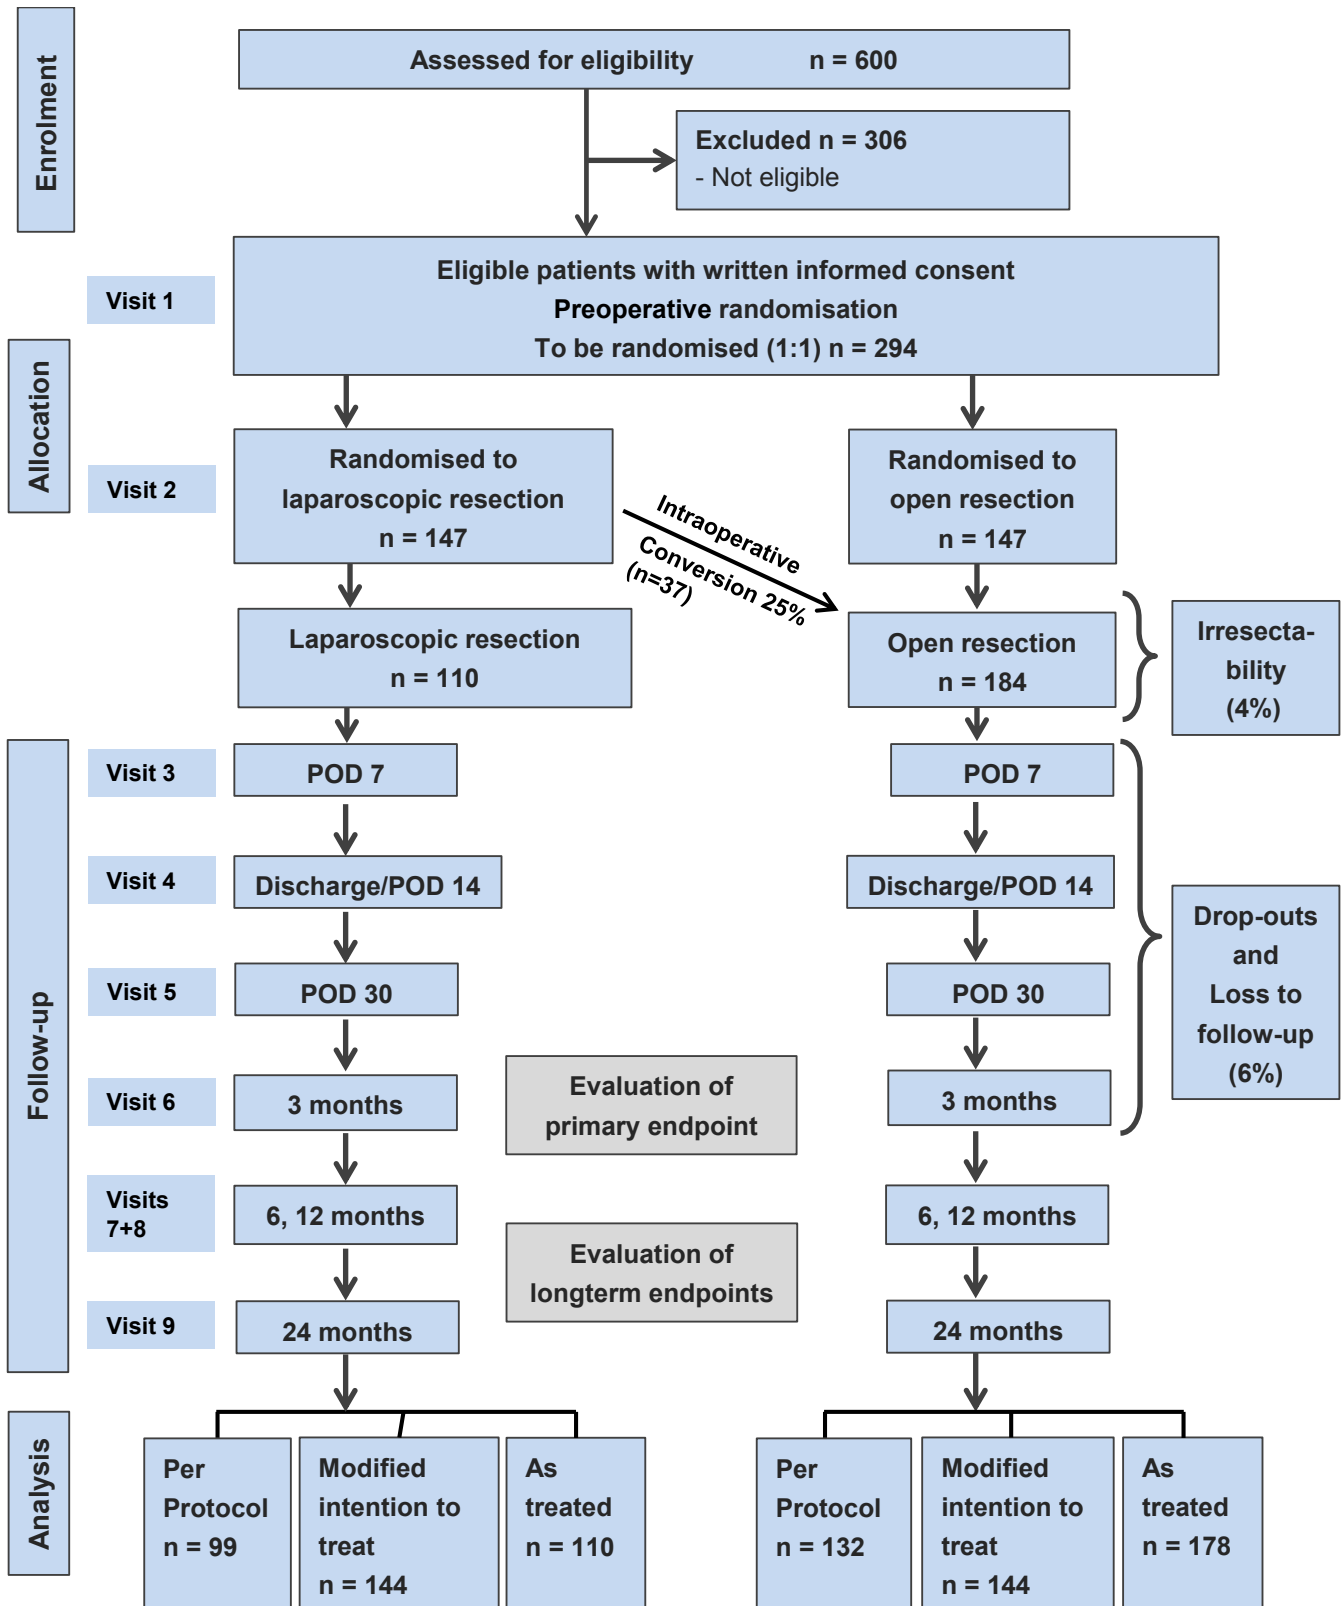 Enrolment
Assessed for eligibility n = 600
Excluded n = 306
- Not eligible
Visit 1
Eligible patients with written informed consent
Preoperative randomisation
To be randomised (1:1) n = 294
Allocation
Visit 2
Randomised to
laparoscopic resection
n = 147
Intraoperative
Conversion 25%
(n=37)
Randomised to
open resection
n = 147
Laparoscopic resection
n = 110
Open resection
n = 184
Irresecta-
bility
(4%)
Follow-up
Visit 3
POD 7
POD 7
Visit 4
Discharge/POD 14
Discharge/POD 14
Visit 5
POD 30
POD 30
Drop-outs
and
Loss to
follow-up
(6%)
Visit 6
3 months
Evaluation of
primary endpoint
3 months
Visits
7+8
6, 12 months
6, 12 months
Evaluation of
longterm endpoints
Visit 9
24 months
24 months
Analysis
Per
Protocol
n = 99
Modified
intention to
treat
n = 144
As
treated
n = 110
Per
Protocol
n = 132
Modified
intention to
treat
n = 144
As
treated
n = 178